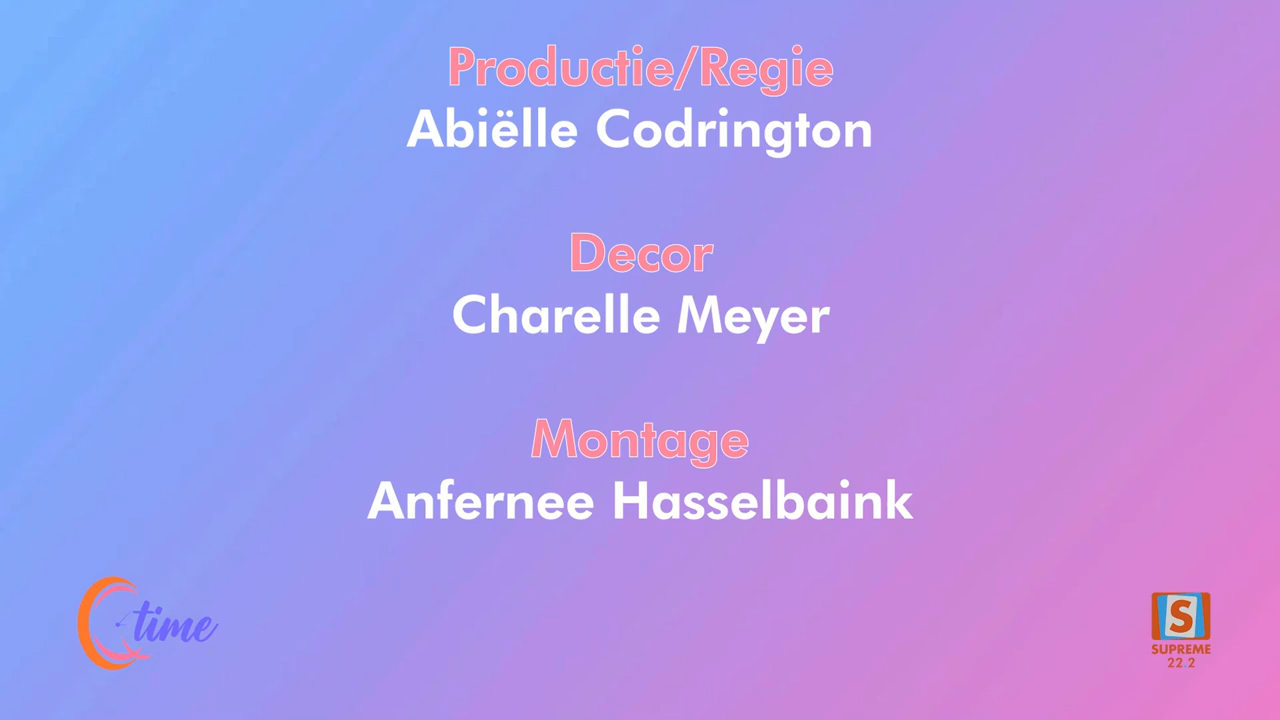 Productie/Regie
Abiëlle Codrington
Decor
Charelle Meyer
Montage
Anfernee Hasselbaink
time
S
SUPREME
22.2